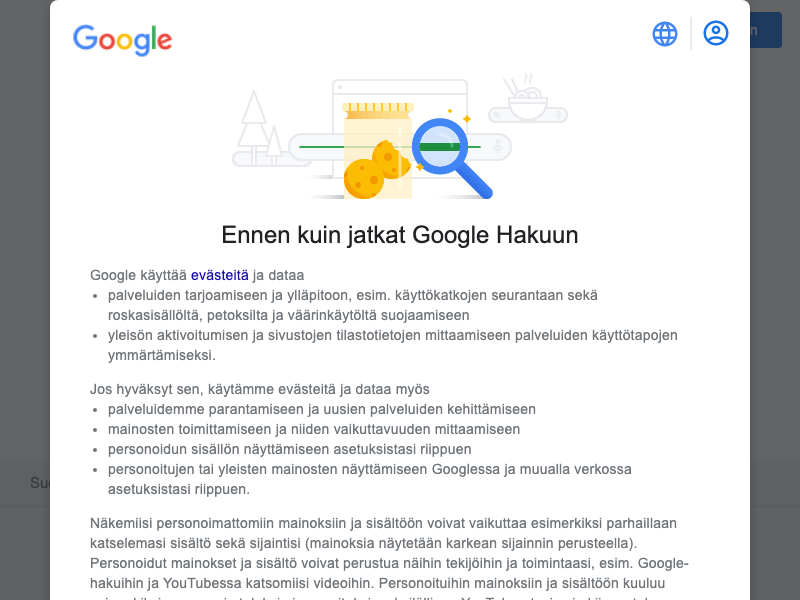 Google
Ennen kuin jatkat Google Hakuun
Google käyttää evästeitä ja dataa
palveluiden tarjoamiseen ja ylläpitoon, esim. käyttökatkojen seurantaan sekä
roskasisällöltä, petoksilta ja väärinkäytöltä suojaamiseen
yleisön aktivoitumisen ja sivustojen tilastotietojen mittaamiseen palveluiden käyttötapojen
ymmärtämiseksi.
Jos hyväksyt sen, käytämme evästeitä ja dataa myös
palveluidemme parantamiseen ja uusien palveluiden kehittämiseen
mainosten toimittamiseen ja niiden vaikuttavuuden mittaamiseen
personoidun sisällön näyttämiseen asetuksistasi riippuen
personoitujen tai yleisten mainosten näyttämiseen Googlessa ja muualla verkossa
asetuksistasi riippuen.
Näkemiisi personoimattomiin mainoksiin ja sisältöön voivat vaikuttaa esimerkiksi parhaillaan
katselemasi sisältö sekä sijaintisi (mainoksia näytetään karkean sijainnin perusteella).
Personoidut mainokset ja sisältö voivat perustua näihin tekijöihin ja toimintaasi, esim. Google-
hakuihin ja YouTubessa katsomiisi videoihin. Personoituihin mainoksiin ja sisältöön kuuluu